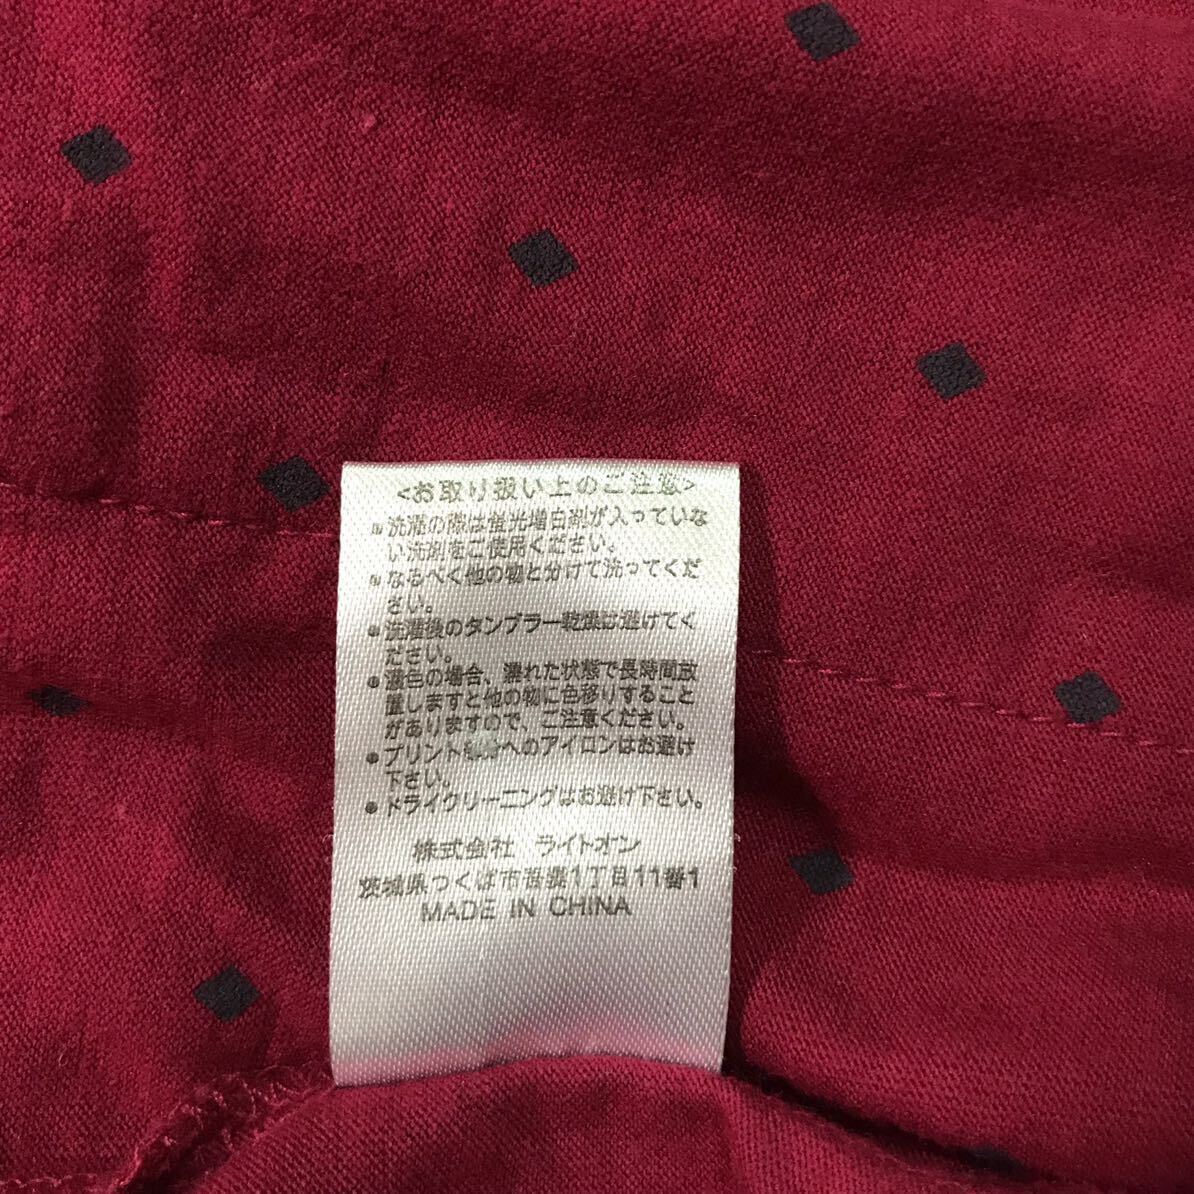 <お取り扱い上のご注意>
●洗濯の際は蛍光増白剤が入っていな
い洗剤をご使用ください。
●なるべく他の物と分けて洗ってくだ
さい。
●洗濯後のタンブラー乾燥は避けてく
ださい。
●濃色の場合、濡れた状態で長時間放
置しますと他の物に色移りすること
がありますので、ご注意ください。
●プリント部分へのアイロンはお避け
下さい。
●ドライクリーニングはお避け下さい。
株式会社 ライトオン
茨城県つくば市吾妻1丁目11番1
MADE IN CHINA